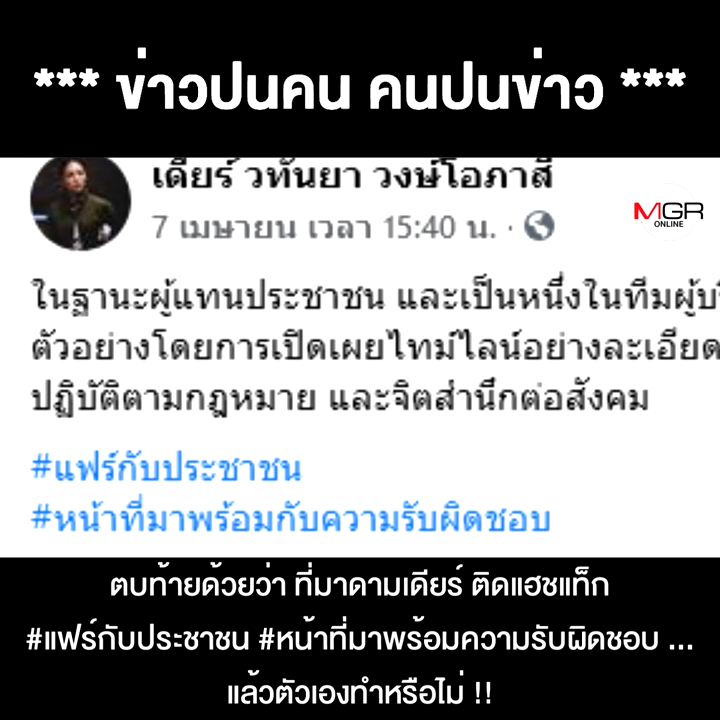 *** ข่าวปนคน คนปนข่าว ***
เดียร์ วทันยา วงษ์โอภาสี
7 เมษายน เวลา 15:40 น. ·
MGR
ONLINE
ในฐานะผู้แทนประชาชน และเป็นหนึ่งในทีมผู้บริ
ตัวอย่างโดยการเปิดเผยไทม์ไลน์อย่างละเอียด
ปฏิบัติตามกฎหมาย และจิตสำนึกต่อสังคม
#แฟร์กับประชาชน
#หน้าที่มาพร้อมกับความรับผิดชอบ
ตบท้ายด้วยว่า ที่มาดามเดียร์ ติดแฮชแท็ก
#แฟร์กับประชาชน #หน้าที่มาพร้อมความรับผิดชอบ ...
แล้วตัวเองทำหรือไม่ !!